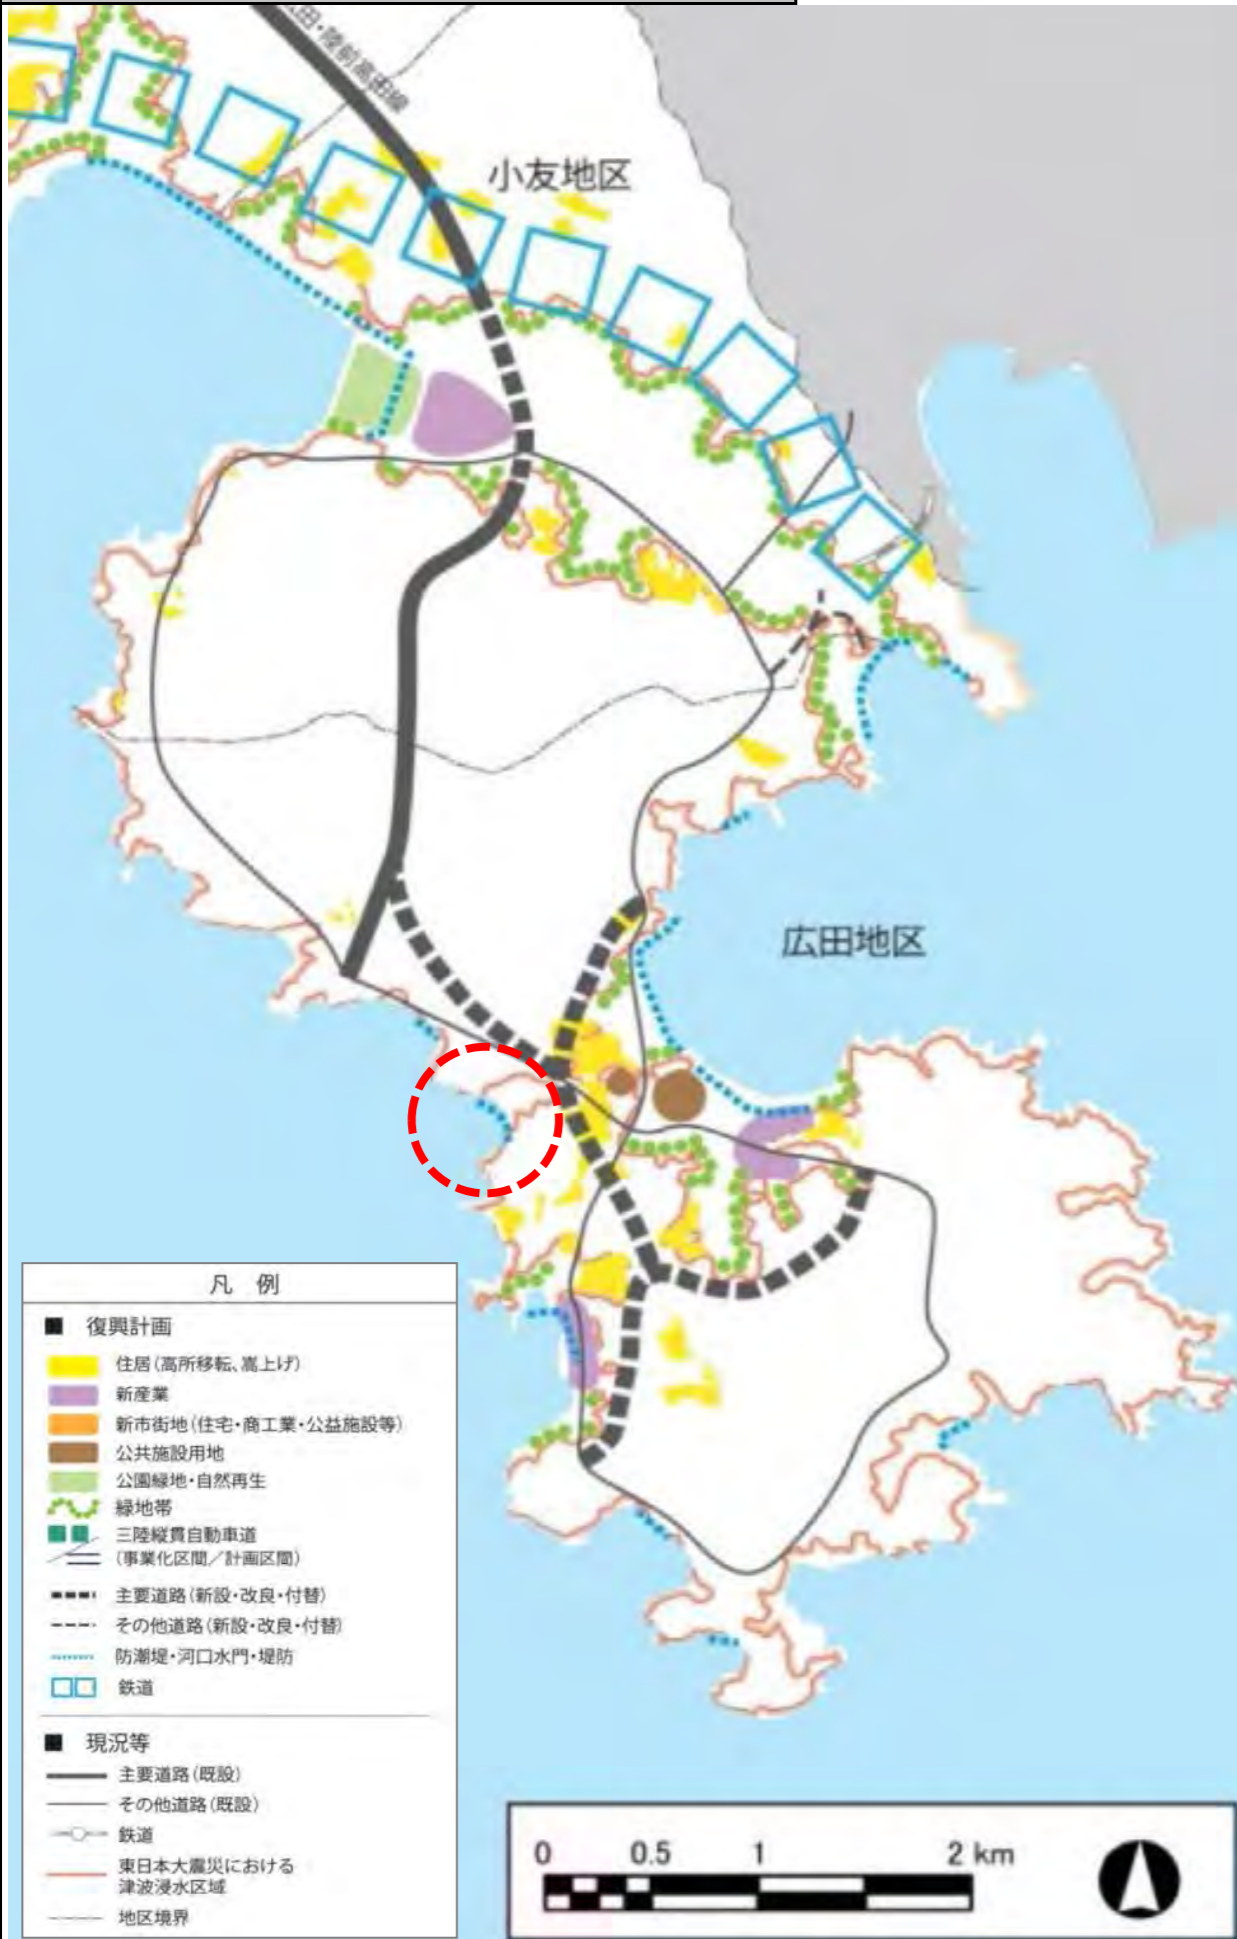 田・陸前高田線
小友地区
広田地区
凡 例
■ 復興計画
住居(高所移転、嵩上げ)
新産業
新市街地(住宅・商工業・公益施設等)
公共施設用地
公園緑地・自然再生
緑地帯
三陸縦貫自動車道
(事業化区間/計画区間)
主要道路(新設・改良・付替)
その他道路(新設・改良・付替)
防潮堤・河口水門・堤防
鉄道
■ 現況等
主要道路(既設)
その他道路(既設)
鉄道
東日本大震災における
津波浸水区域
地区境界
0 0.5 1 2 km